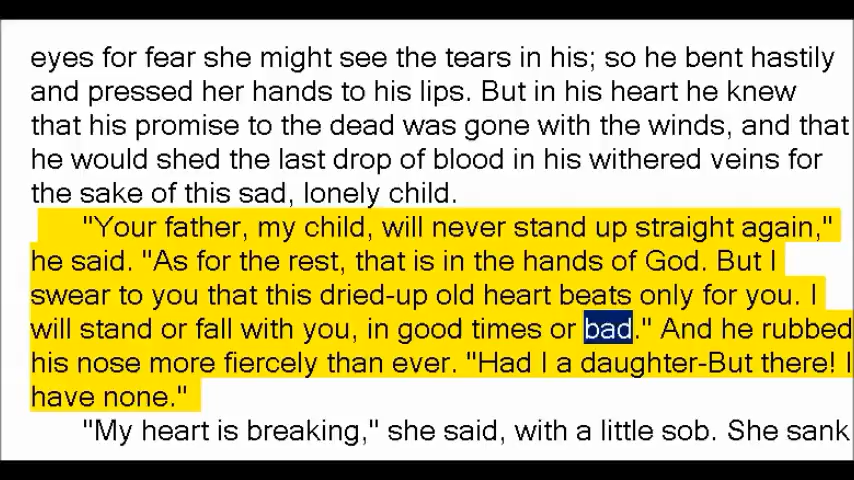 eyes for fear she might see the tears in his; so he bent hastily
and pressed her hands to his lips. But in his heart he knew
that his promise to the dead was gone with the winds, and that
he would shed the last drop of blood in his withered veins for
the sake of this sad, lonely child.
"Your father, my child, will never stand up straight again,"
he said. "As for the rest, that is in the hands of God. But I
swear to you that this dried-up old heart beats only for you. I
will stand or fall with you, in good times or bad." And he rubbed
his nose more fiercely than ever. "Had I a daughter-But there! I
have none."
"My heart is breaking," she said, with a little sob. She sank